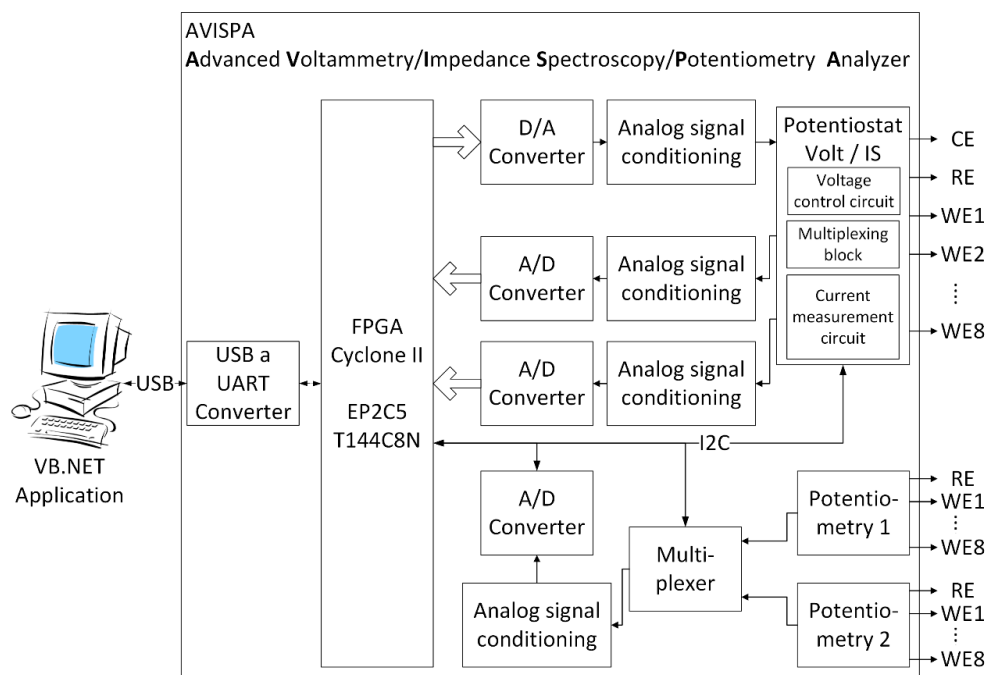 AVISPA
Advanced Voltammetry/Impedance Spectroscopy/Potentiometry Analyzer
D/A
Converter
Analog signal
conditioning
Potentiostat
Volt / IS
Voltage
control circuit
Multiplexing
block
Current
measurement
circuit
CE
RE
WE1
WE2
⋮
WE8
A/D
Converter
Analog signal
conditioning
FPGA
Cyclone II
EP2C5
T144C8N
A/D
Converter
Analog signal
conditioning
USB
USB a
UART
Converter
VB.NET
Application
I2C
A/D
Converter
Analog signal
conditioning
Multi-
plexer
Potentio-
metry 1
RE
WE1
⋮
WE8
Potentio-
metry 2
RE
WE1
⋮
WE8